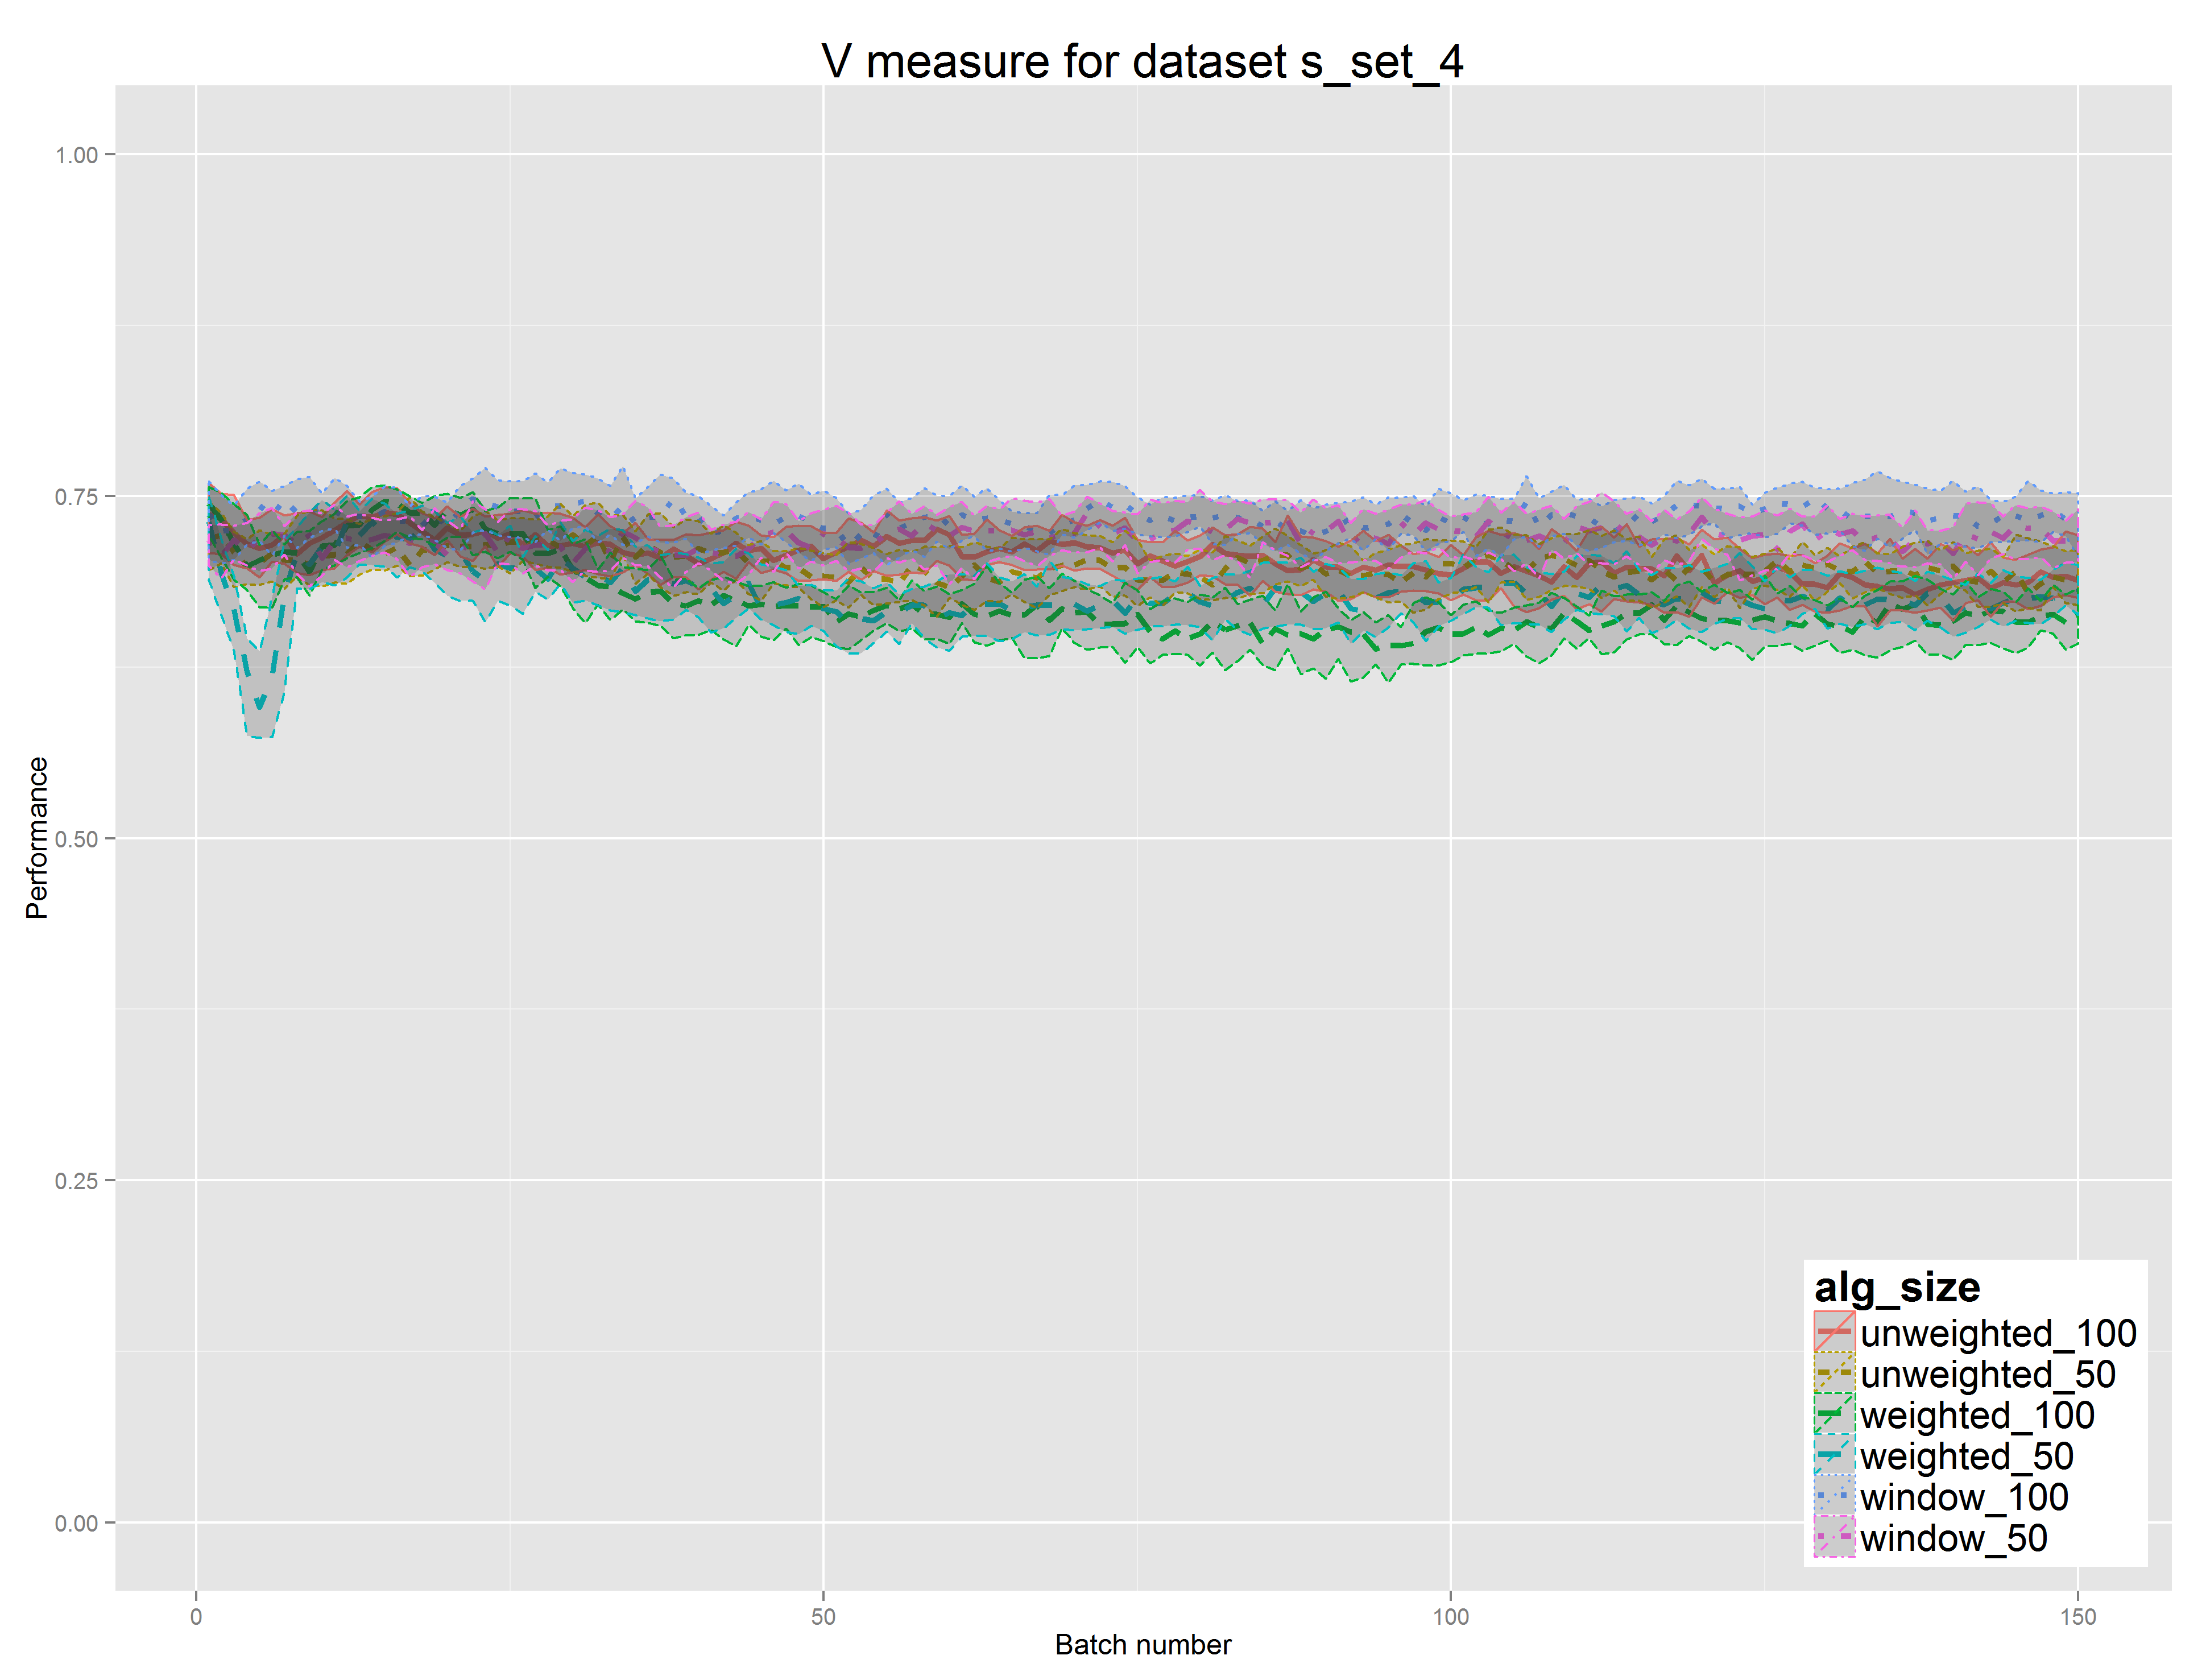 V measure for dataset s_set_4
1.00
0.75
0.50
0.25
0.00
Performance
0
50
100
150
Batch number
alg_size
unweighted_100
unweighted_50
weighted_100
weighted_50
window_100
window_50